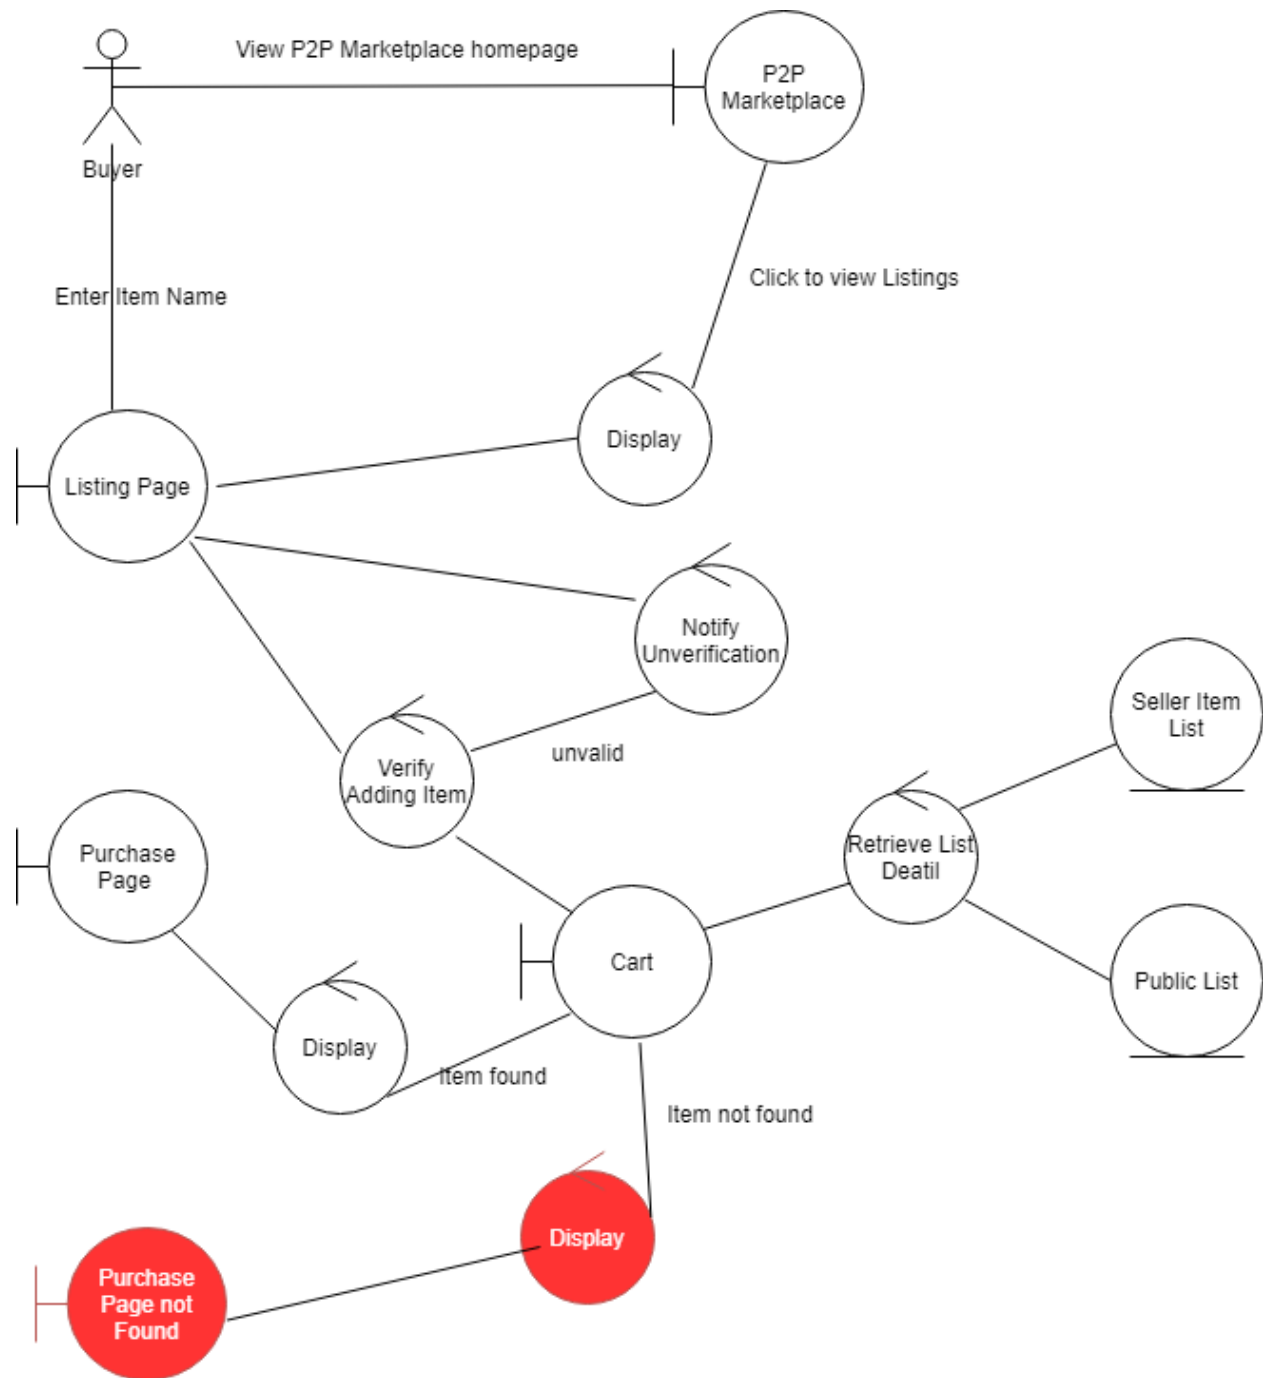 View P2P Marketplace homepage
P2P
Marketplace
Buyer
Click to view Listings
Enter Item Name
Display
Listing Page
Notify
Unverification
Seller Item
List
unvalid
Verify
Adding Item
Purchase
Page
Retrieve List
Deatil
Cart
Public List
Display
Item found
Item not found
Display
Purchase
Page not
Found